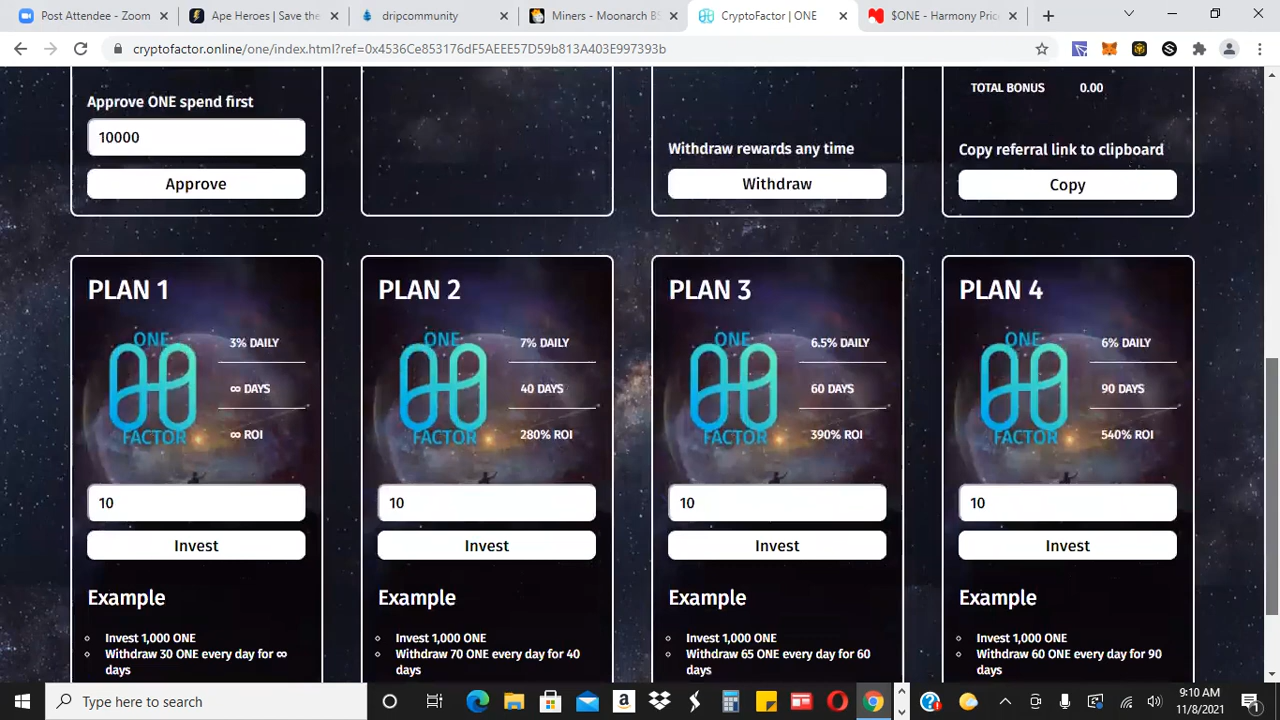 Post Attendee - Zoom
Ape Heroes | Save the
dripcommunity
Miners - Moonarch BS
CryptoFactor | ONE
$ONE - Harmony Pric
cryptofactor.online/one/index.html?ref=0x4536Ce853176dF5AEEE57D59b813A403E997393b
Approve ONE spend first
10000
Approve
Withdraw rewards any time
Withdraw
TOTAL BONUS 0.00
Copy referral link to clipboard
Copy
PLAN 1
ONE
FACTOR
3% DAILY
∞ DAYS
∞ ROI
10
Invest
Example
Invest 1,000 ONE
Withdraw 30 ONE every day for ∞
days
PLAN 2
ONE
FACTOR
7% DAILY
40 DAYS
280% ROI
10
Invest
Example
Invest 1,000 ONE
Withdraw 70 ONE every day for 40
days
PLAN 3
ONE
FACTOR
6.5% DAILY
60 DAYS
390% ROI
10
Invest
Example
Invest 1,000 ONE
Withdraw 65 ONE every day for 60
days
PLAN 4
ONE
FACTOR
6% DAILY
90 DAYS
540% ROI
10
Invest
Example
Invest 1,000 ONE
Withdraw 60 ONE every day for 90
days
Type here to search
9:10 AM
11/8/2021